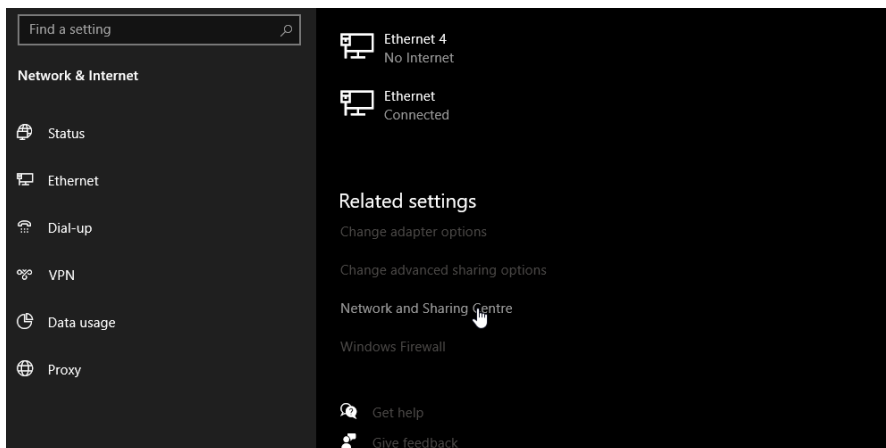 Find a setting
Network & Internet
Status
Ethernet
Dial-up
VPN
Data usage
Proxy
Ethernet 4
No Internet
Ethernet
Connected
Related settings
Change adapter options
Change advanced sharing options
Network and Sharing Centre
Windows Firewall
Get help
Give feedback